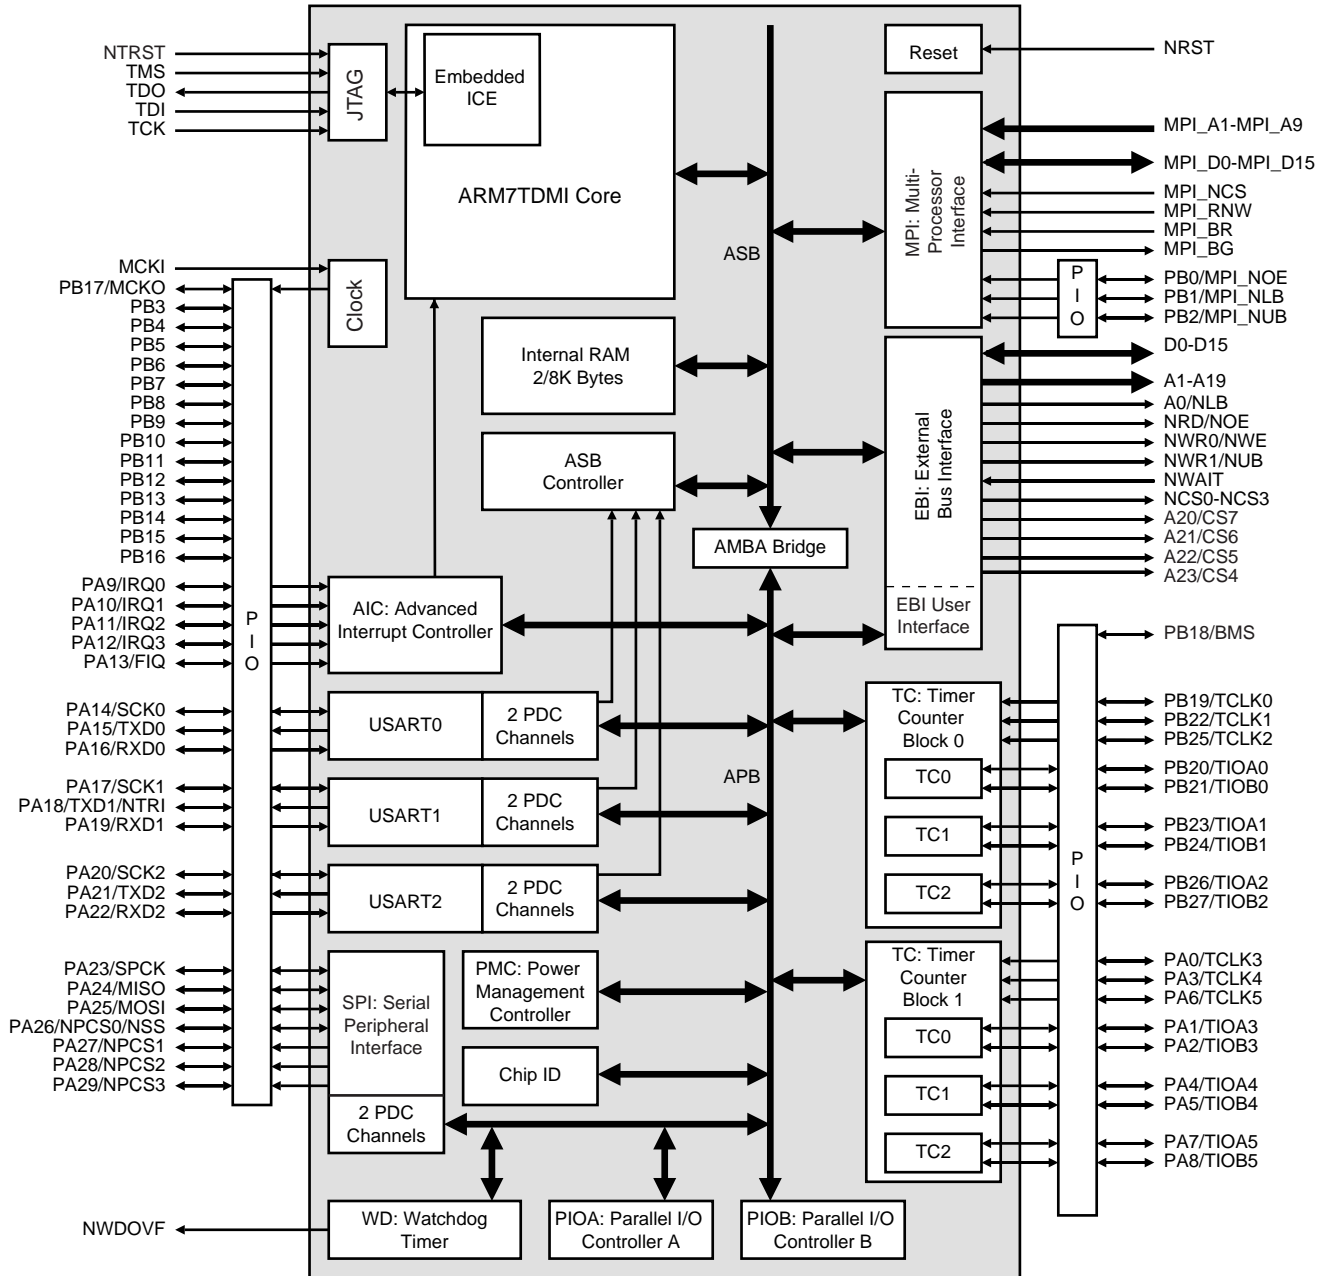 NTRST
TMS
TDO
TDI
TCK
JTAG
Embedded
ICE
ARM7TDMI Core
Reset
NRST
MPI: Multi-
Processor
Interface
MPI_A1-MPI_A9
MPI_D0-MPI_D15
MPI_NCS
MPI_RNW
MPI_BR
MPI_BG
P
I
O
PB0/MPI_NOE
PB1/MPI_NLB
PB2/MPI_NUB
ASB
MCKI
PB17/MCKO
PB3
PB4
PB5
PB6
PB7
PB8
PB9
PB10
PB11
PB12
PB13
PB14
PB15
PB16
Clock
Internal RAM
2/8K Bytes
ASB
Controller
AMBA Bridge
EBI: External
Bus Interface
EBI User
Interface
D0-D15
A1-A19
A0/NLB
NRD/NOE
NWR0/NWE
NWR1/NUB
NWAIT
NCS0-NCS3
A20/CS7
A21/CS6
A22/CS5
A23/CS4
PA9/IRQ0
PA10/IRQ1
PA11/IRQ2
PA12/IRQ3
PA13/FIQ
P
I
O
AIC: Advanced
Interrupt Controller
PB18/BMS
PA14/SCK0
PA15/TXD0
PA16/RXD0
USART0
2 PDC
Channels
PA17/SCK1
PA18/TXD1/NTRI
PA19/RXD1
USART1
2 PDC
Channels
PA20/SCK2
PA21/TXD2
PA22/RXD2
USART2
2 PDC
Channels
APB
TC: Timer
Counter
Block 0
TC0
TC1
TC2
PB19/TCLK0
PB22/TCLK1
PB25/TCLK2
PB20/TIOA0
PB21/TIOB0
PB23/TIOA1
PB24/TIOB1
PB26/TIOA2
PB27/TIOB2
P
I
O
PA23/SPCK
PA24/MISO
PA25/MOSI
PA26/NPCS0/NSS
PA27/NPCS1
PA28/NPCS2
PA29/NPCS3
SPI: Serial
Peripheral
Interface
2 PDC
Channels
PMC: Power
Management
Controller
Chip ID
TC: Timer
Counter
Block 1
TC0
TC1
TC2
PA0/TCLK3
PA3/TCLK4
PA6/TCLK5
PA1/TIOA3
PA2/TIOB3
PA4/TIOA4
PA5/TIOB4
PA7/TIOA5
PA8/TIOB5
NWDOVF
WD: Watchdog
Timer
PIOA: Parallel I/O
Controller A
PIOB: Parallel I/O
Controller B